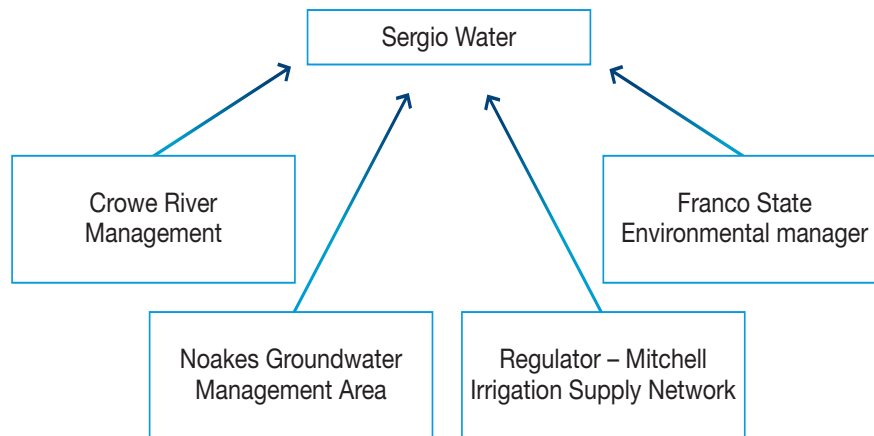 Sergio Water
Crowe River
Management
Franco State
Environmental manager
Noakes Groundwater
Management Area
Regulator – Mitchell
Irrigation Supply Network